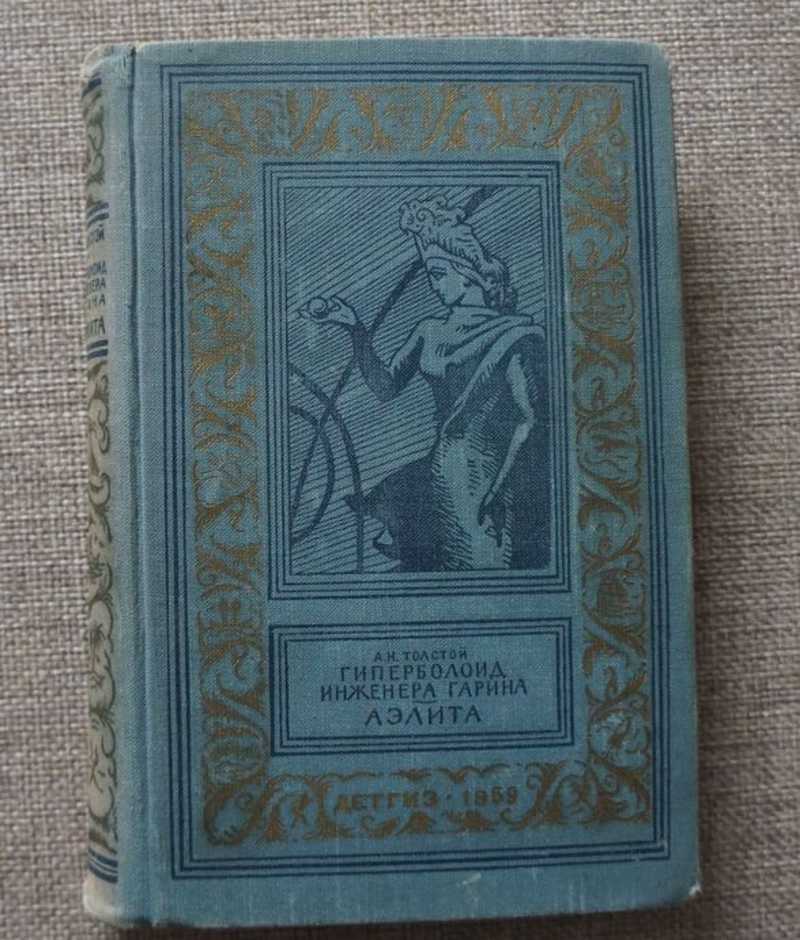 А.Н. ТОЛСТОЙ
ГИПЕРБОЛОИД
ИНЖЕНЕРА ГАРИНА
АЭЛИТА
ДЕТГИЗ · 1959